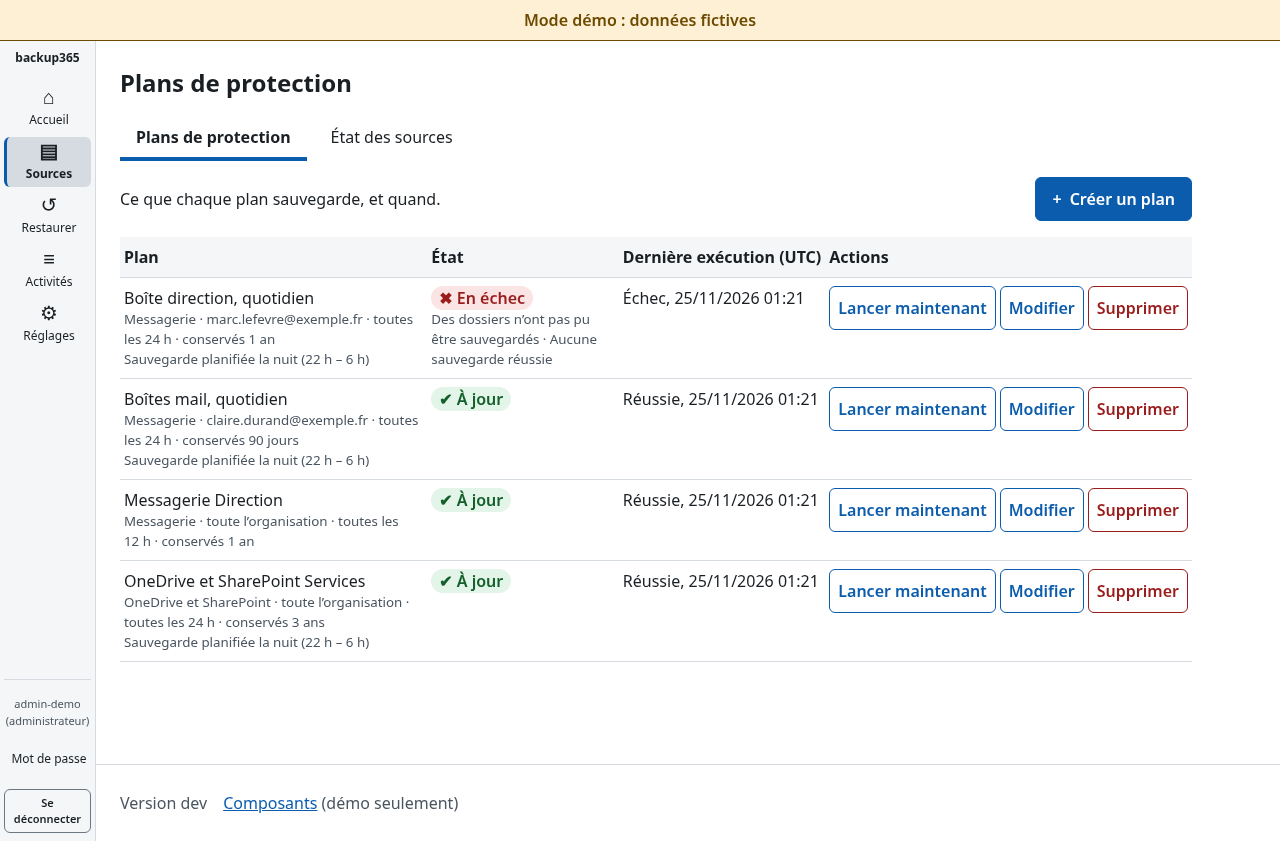 Mode démo : données fictives
backup365
Accueil
Sources
Restaurer
Activités
Réglages
admin-demo
(administrateur)
Mot de passe
Se
déconnecter
Plans de protection
Plans de protection
État des sources
Ce que chaque plan sauvegarde, et quand.
+ Créer un plan
Plan État Dernière exécution (UTC) Actions
Boîte direction, quotidien
Messagerie · marc.lefevre@exemple.fr · toutes
les 24 h · conservés 1 an
Sauvegarde planifiée la nuit (22 h – 6 h)
✖ En échec
Des dossiers n’ont pas pu
être sauvegardés · Aucune
sauvegarde réussie
Échec, 25/11/2026 01:21
Lancer maintenant Modifier Supprimer
Boîtes mail, quotidien
Messagerie · claire.durand@exemple.fr · toutes
les 24 h · conservés 90 jours
Sauvegarde planifiée la nuit (22 h – 6 h)
✔ À jour
Réussie, 25/11/2026 01:21
Lancer maintenant Modifier Supprimer
Messagerie Direction
Messagerie · toute l’organisation · toutes les
12 h · conservés 1 an
✔ À jour
Réussie, 25/11/2026 01:21
Lancer maintenant Modifier Supprimer
OneDrive et SharePoint Services
OneDrive et SharePoint · toute l’organisation ·
toutes les 24 h · conservés 3 ans
Sauvegarde planifiée la nuit (22 h – 6 h)
✔ À jour
Réussie, 25/11/2026 01:21
Lancer maintenant Modifier Supprimer
Version dev Composants (démo seulement)